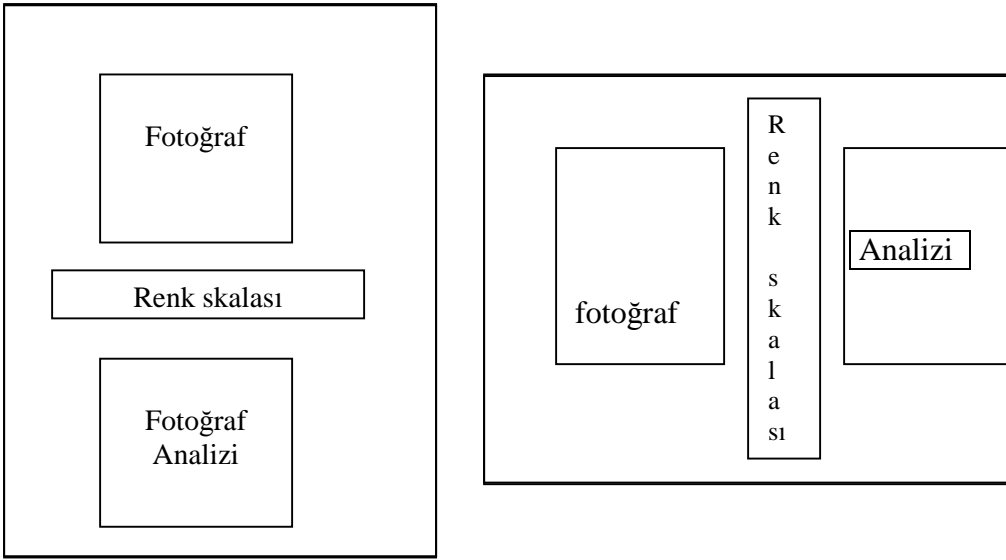 Fotoğraf
Renk skalası
Fotoğraf
Analizi
fotoğraf
R
e
n
k
s
k
a
l
a
sı
Analizi